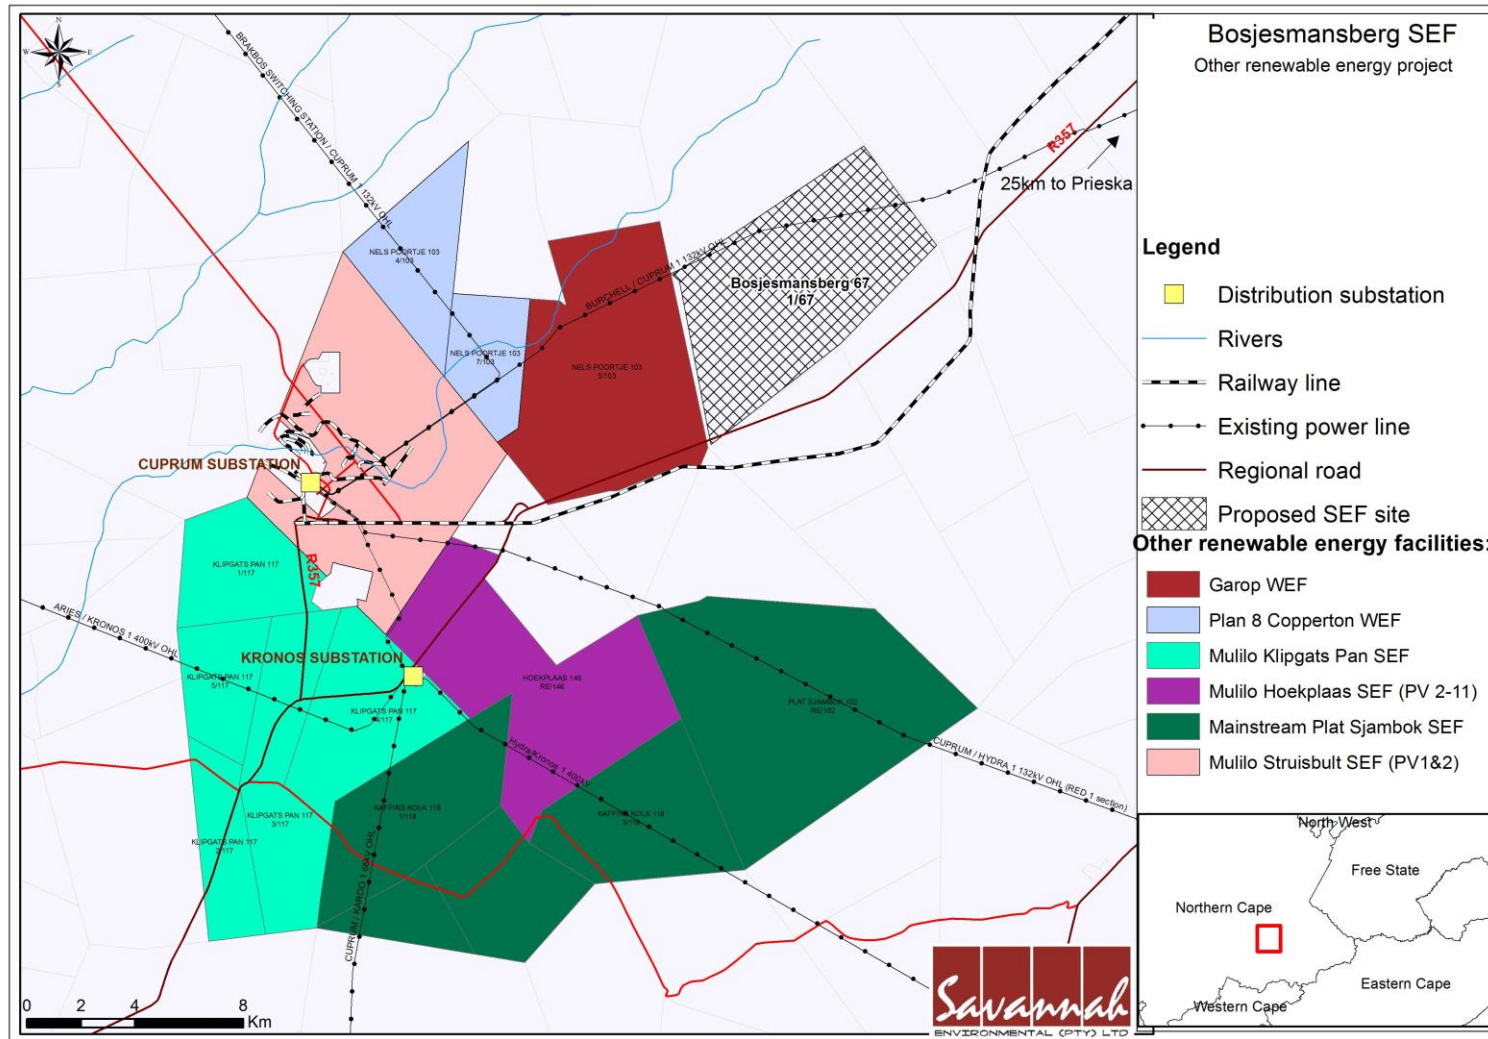 N
W
E
S
BRAKBOS SWITCHING STATION / CUPRUM 1 132kV OHL
R357
25km to Prieska
NELS POORTJE 103
4/103
BURCHELL / CUPRUM 1 132kV OHL
Bosjesmansberg 67
1/67
NELS POORTJE 103
7/103
NELS POORTJE 103
5/103
CUPRUM SUBSTATION
KLIPGATS PAN 117
1/117
R357
ARIES / KRONOS 1 400kV OHL
KRONOS SUBSTATION
KLIPGATS PAN 117
5/117
HOEKPLAAS 146
RE/146
KLIPGATS PAN 117
4/117
PLAT SJAMBOK 102
RE/102
Hydra/Kronos 1 400kV
CUPRUM / HYDRA 1 132kV OHL (RED 1 section)
KLIPGATS PAN 117
3/117
KAFFIRS KOLK 118
1/118
KAFFIRS KOLK 118
3/118
KLIPGATS PAN 117
2/117
CUPRUM / KAROO 1 66kV OHL
0 2 4 8
Km
Savannah
ENVIRONMENTAL (PTY) LTD
Bosjesmansberg SEF
Other renewable energy project
Legend
Distribution substation
Rivers
Railway line
Existing power line
Regional road
Proposed SEF site
Other renewable energy facilities:
Garop WEF
Plan 8 Copperton WEF
Mulilo Klipgats Pan SEF
Mulilo Hoekplaas SEF (PV 2-11)
Mainstream Plat Sjambok SEF
Mulilo Struisbult SEF (PV1&2)
North West
Free State
Northern Cape
Eastern Cape
Western Cape